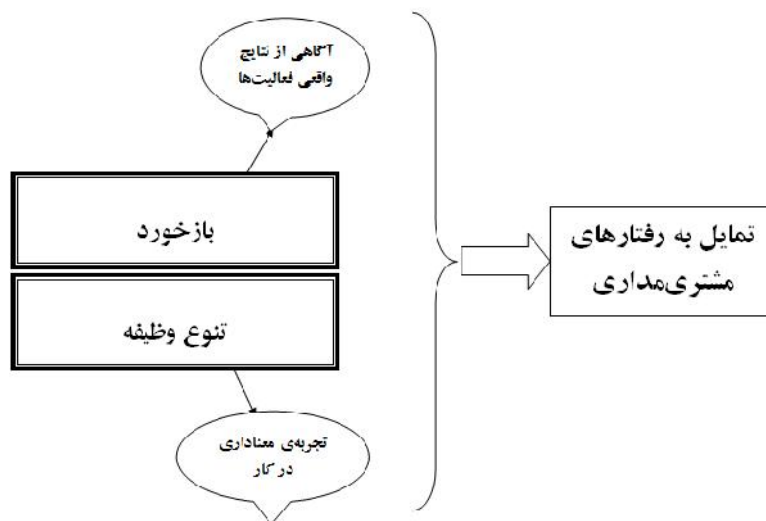 آگاهی از نتایج
واقعی فعالیت‌ها
بازخورد
تنوع وظیفه
تجربه‌ی معناداری
در کار
تمایل به رفتارهای
مشتری‌مداری